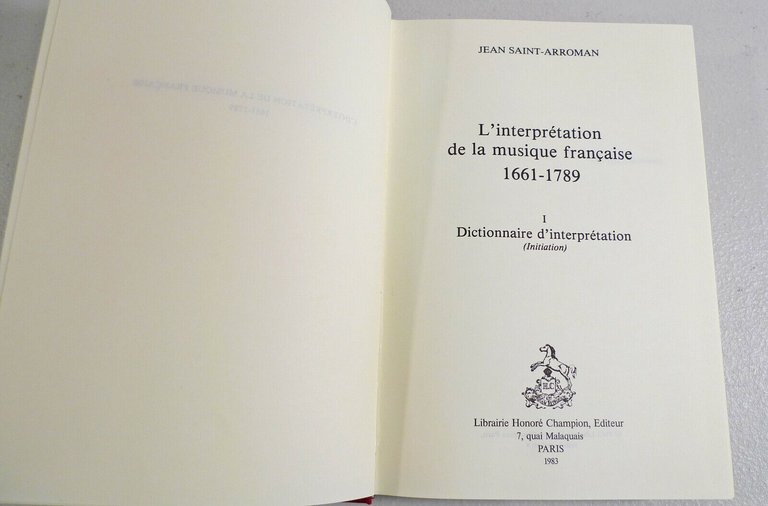 JEAN SAINT-ARROMAN
L'interprétation
de la musique française
1661-1789
I
Dictionnaire d'interprétation
(Initiation)
H.C
Librairie Honoré Champion, Editeur
7, quai Malaquais
PARIS
1983